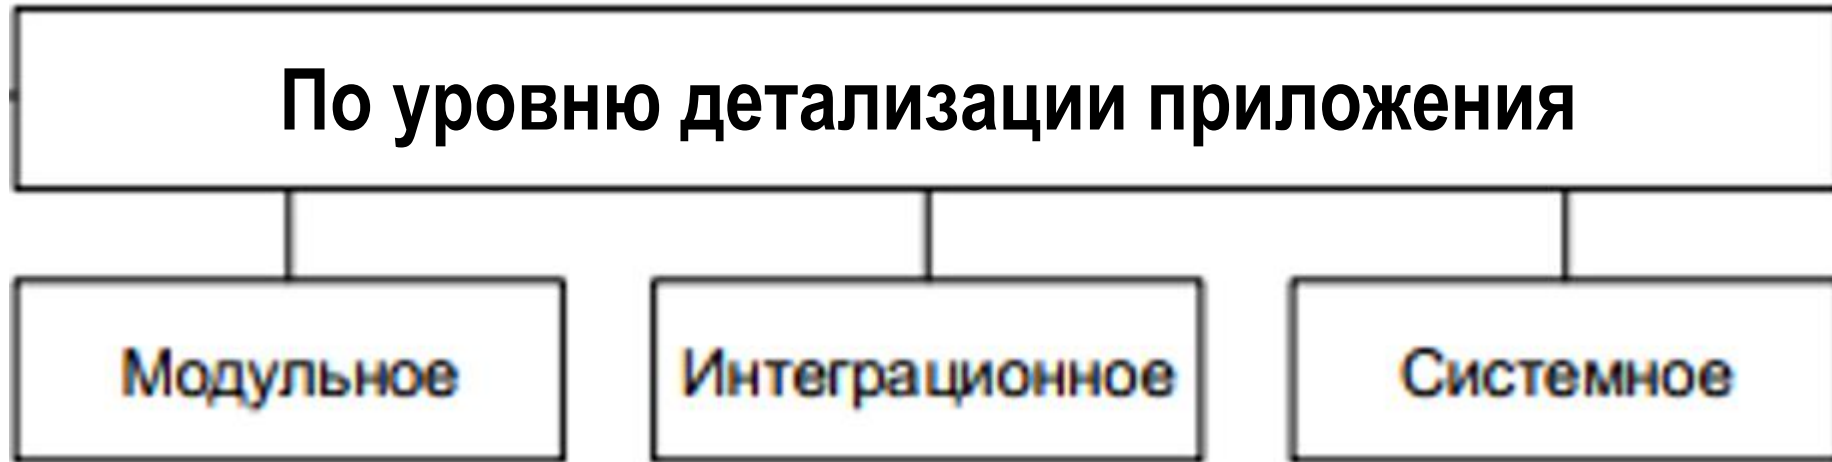 По уровню детализации приложения
Модульное
Интеграционное
Системное